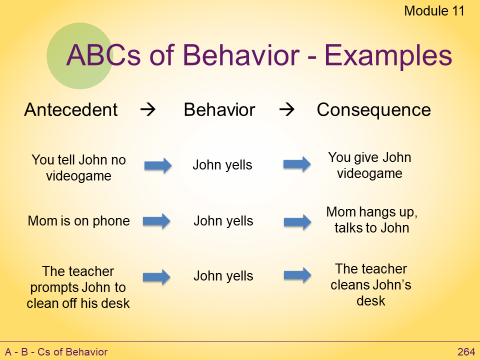 Module 11
ABCs of Behavior - Examples
Antecedent → Behavior → Consequence
You tell John no
videogame
John yells
You give John
videogame
Mom is on phone
John yells
Mom hangs up,
talks to John
The teacher
prompts John to
clean off his desk
John yells
The teacher
cleans John's
desk
A - B - Cs of Behavior
264